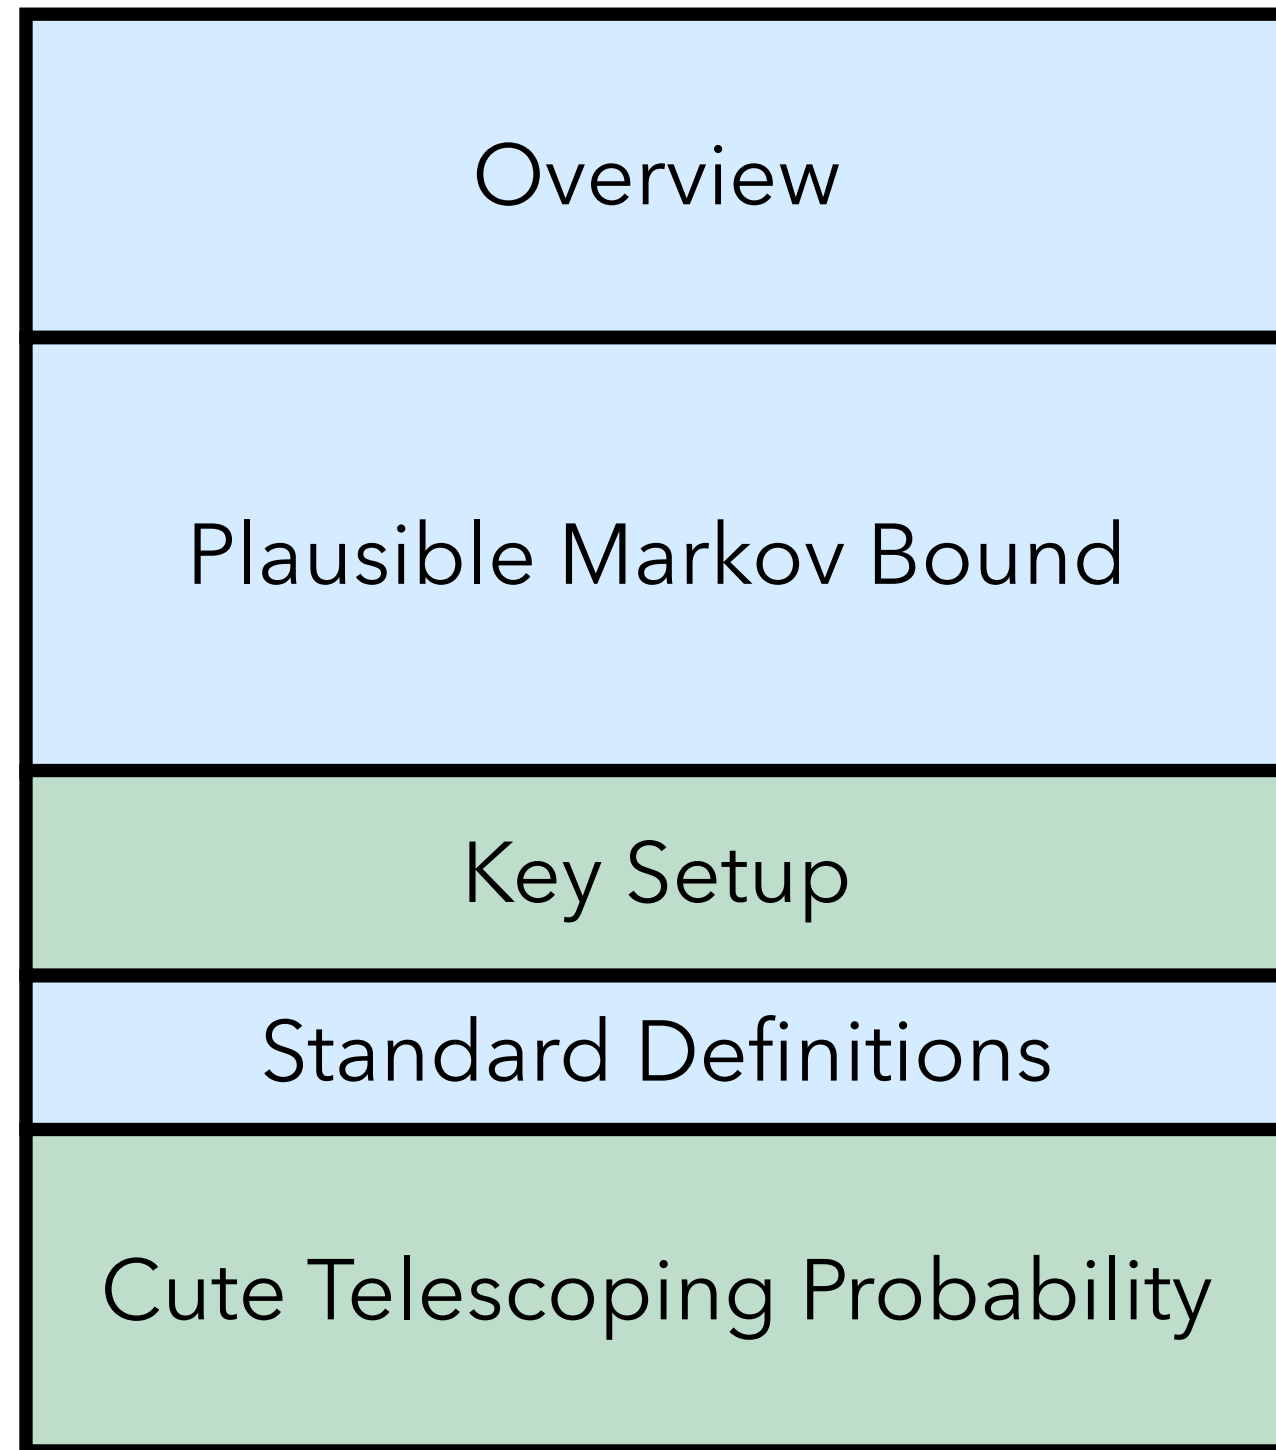 Overview
Plausible Markov Bound
Key Setup
Standard Definitions
Cute Telescoping Probability